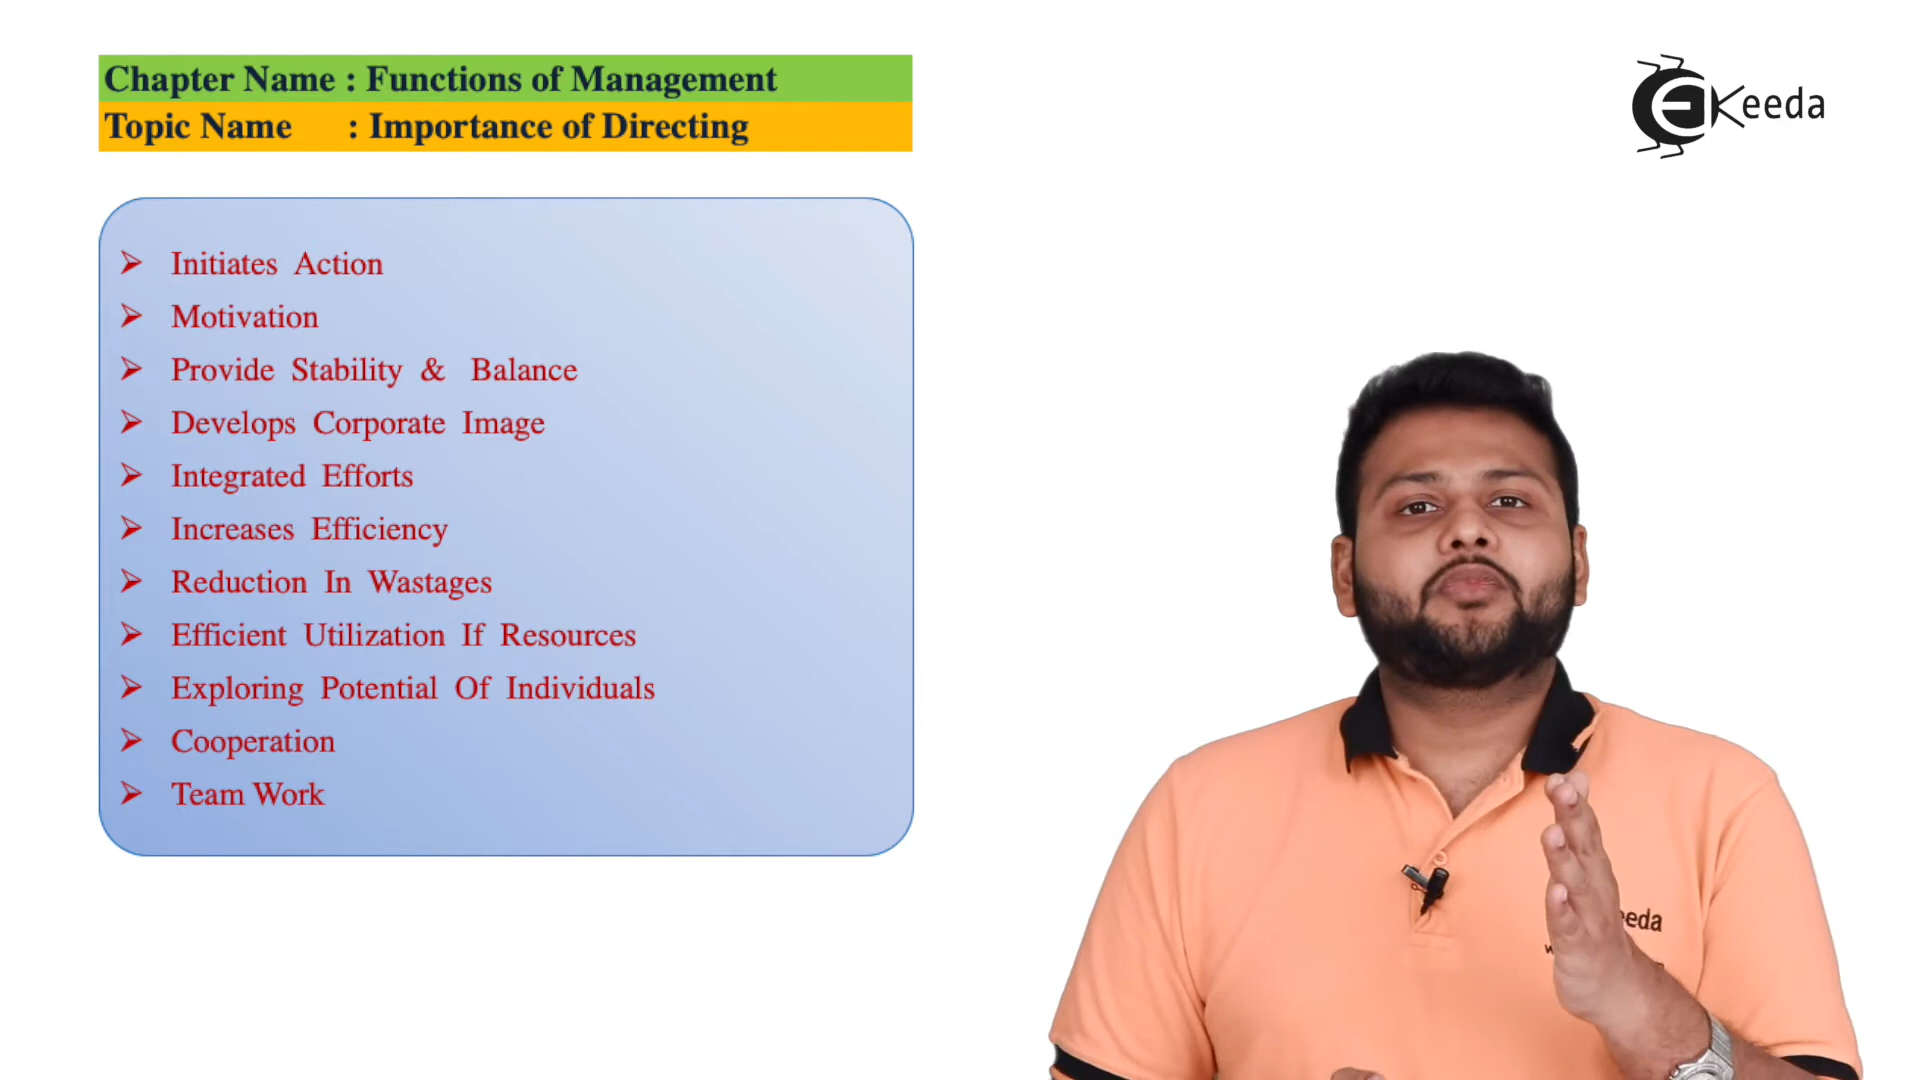 Chapter Name : Functions of Management
Topic Name : Importance of Directing
Keeda
➢ Initiates Action
➢ Motivation
➢ Provide Stability & Balance
➢ Develops Corporate Image
➢ Integrated Efforts
➢ Increases Efficiency
➢ Reduction In Wastages
➢ Efficient Utilization If Resources
➢ Exploring Potential Of Individuals
➢ Cooperation
➢ Team Work
eeda